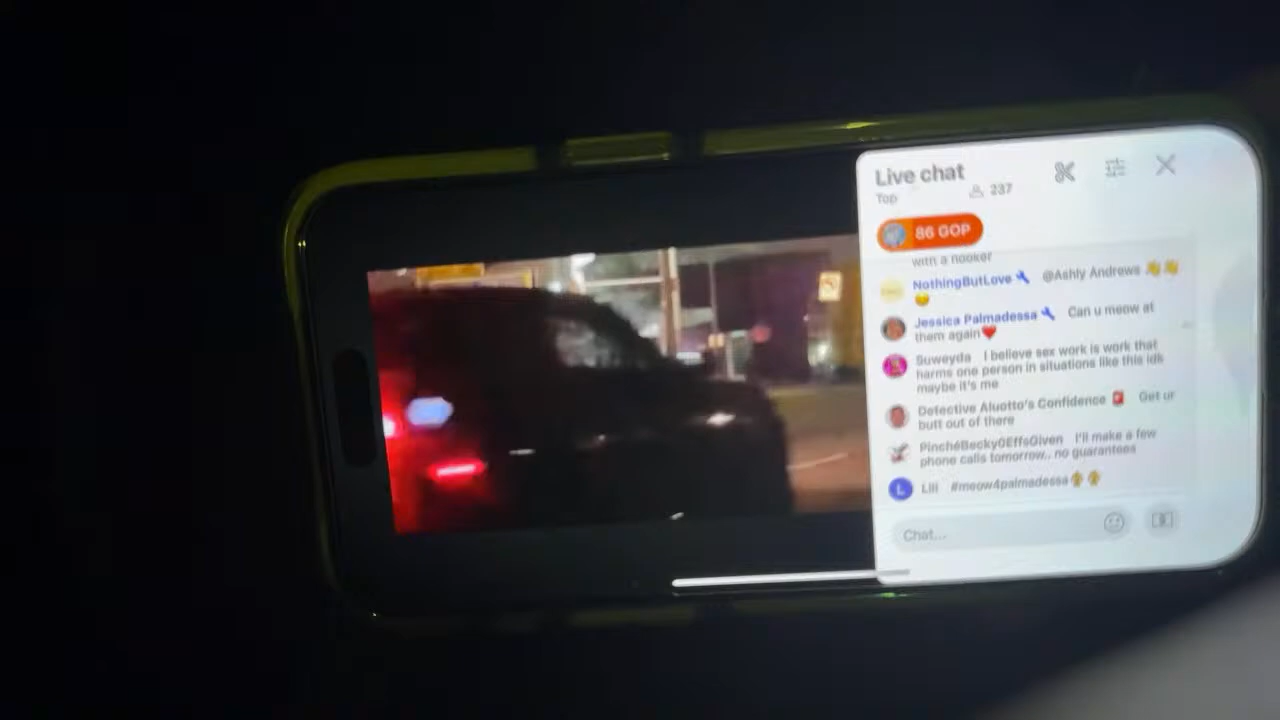 Live chat
Top 237
86 GOP
with a hooker
NothingButLove @Ashly Andrews
Jessica Palmadessa Can u meow at
them again
Suweyda I believe sex work is work that
harms one person in situations like this idk
maybe it's me
Detective Aluotto's Confidence Get ur
butt out of there
PinchéBecky0EffsGiven I'll make a few
phone calls tomorrow.. no guarantees
L Lili #meow4palmadessa
Chat...